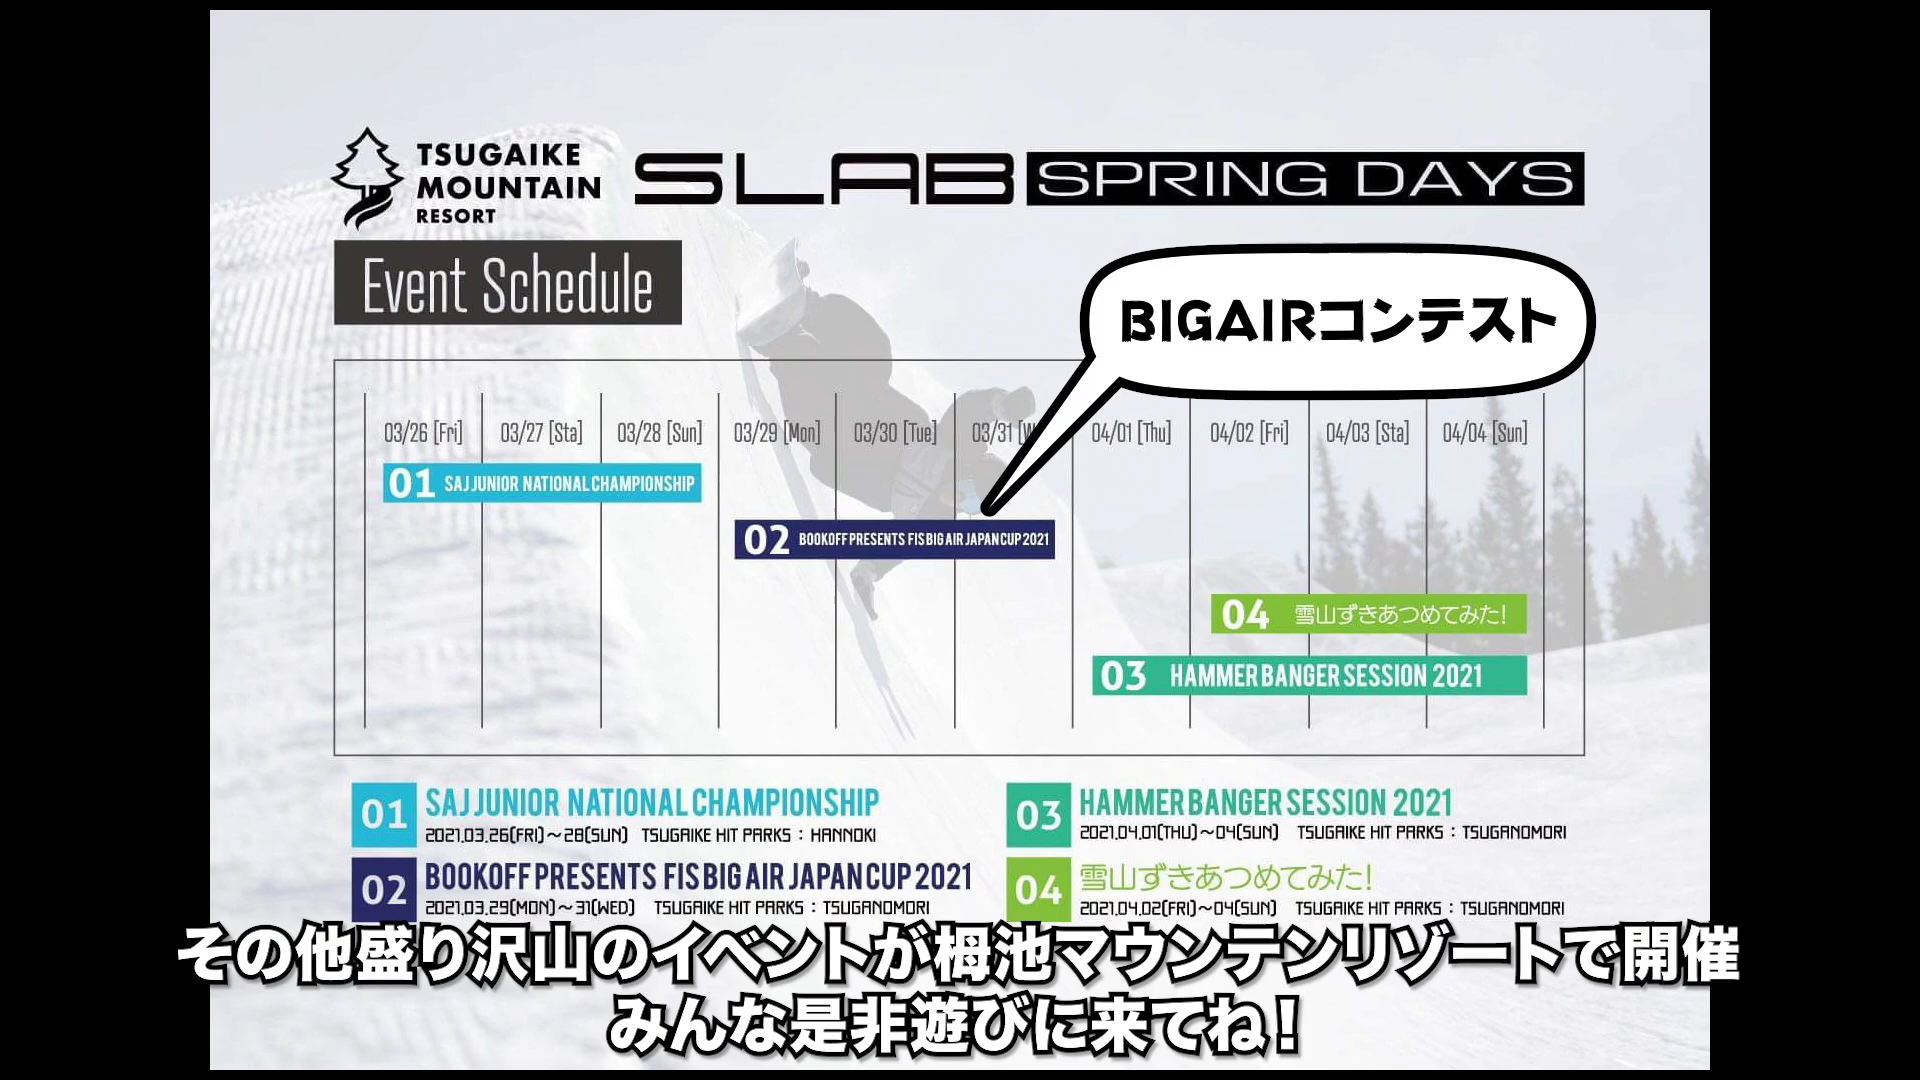 TSUGAIKE
MOUNTAIN
RESORT
SLAB SPRING DAYS
Event Schedule
BIGAIRコンテスト
03/26 [Fri] 03/27 [Sta] 03/28 [Sun] 03/29 [Mon] 03/30 [Tue] 03/31 [W 04/01 [Thu] 04/02 [Fri] 04/03 [Sta] 04/04 [Sun]
01 SAJ JUNIOR NATIONAL CHAMPIONSHIP
02 BOOKOFF PRESENTS FIS BIG AIR JAPAN CUP 2021
04 雪山ずきあつめてみた!
03 HAMMER BANGER SESSION 2021
01 SAJ JUNIOR NATIONAL CHAMPIONSHIP
2021.03.26(FRI)～28(SUN) TSUGAIKE HIT PARKS : HANNOKI
02 BOOKOFF PRESENTS FIS BIG AIR JAPAN CUP 2021
2021.03.29(MON)～31(WED) TSUGAIKE HIT PARKS : TSUGANOMORI
03 HAMMER BANGER SESSION 2021
2021.04.01(THU)～04(SUN) TSUGAIKE HIT PARKS : TSUGANOMORI
04 雪山ずきあつめてみた!
2021.04.02(FRI)～04(SUN) TSUGAIKE HIT PARKS : TSUGANOMORI
その他盛り沢山のイベントが栂池マウンテンリゾートで開催
みんな是非遊びに来てね!